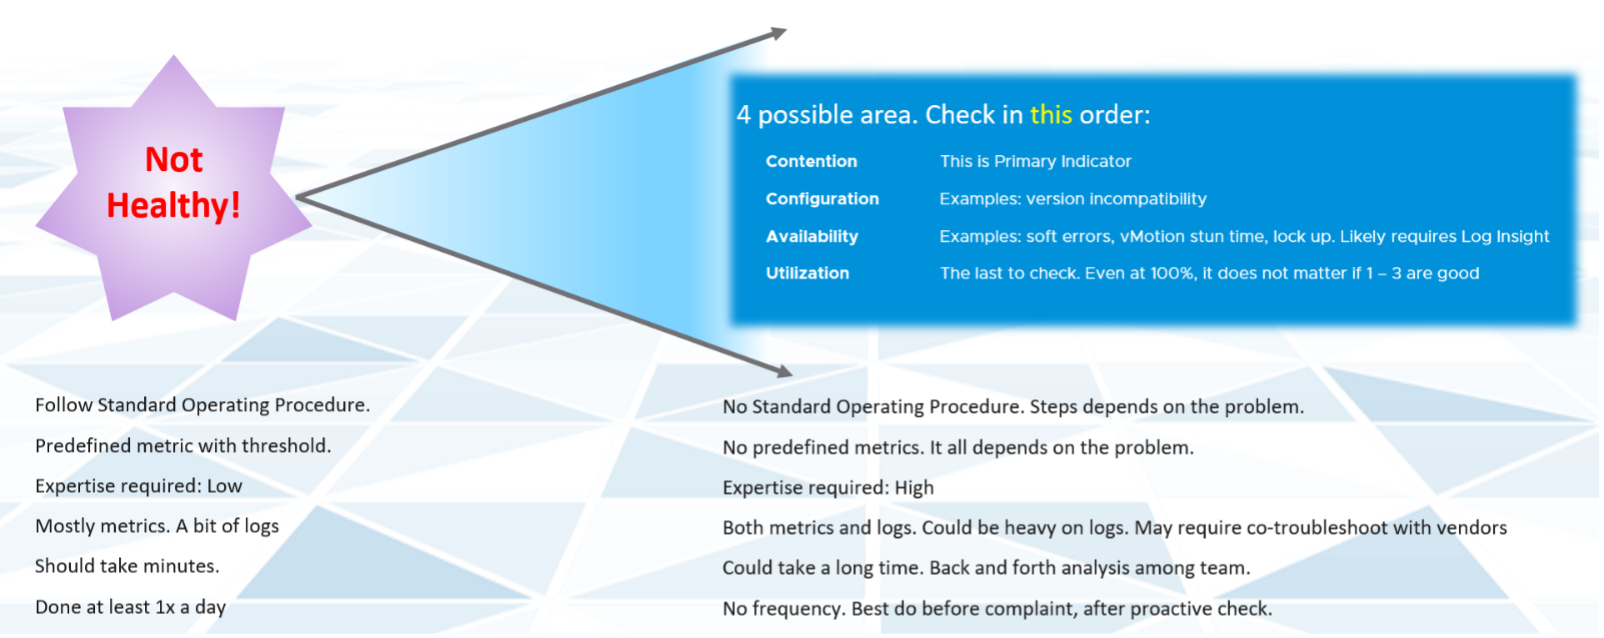 Not
Healthy!
4 possible area. Check in this order:
Contention This is Primary Indicator
Configuration Examples: version incompatibility
Availability Examples: soft errors, vMotion stun time, lock up. Likely requires Log Insight
Utilization The last to check. Even at 100%, it does not matter if 1 – 3 are good
Follow Standard Operating Procedure.
Predefined metric with threshold.
Expertise required: Low
Mostly metrics. A bit of logs
Should take minutes.
Done at least 1x a day
No Standard Operating Procedure. Steps depends on the problem.
No predefined metrics. It all depends on the problem.
Expertise required: High
Both metrics and logs. Could be heavy on logs. May require co-troubleshoot with vendors
Could take a long time. Back and forth analysis among team.
No frequency. Best do before complaint, after proactive check.